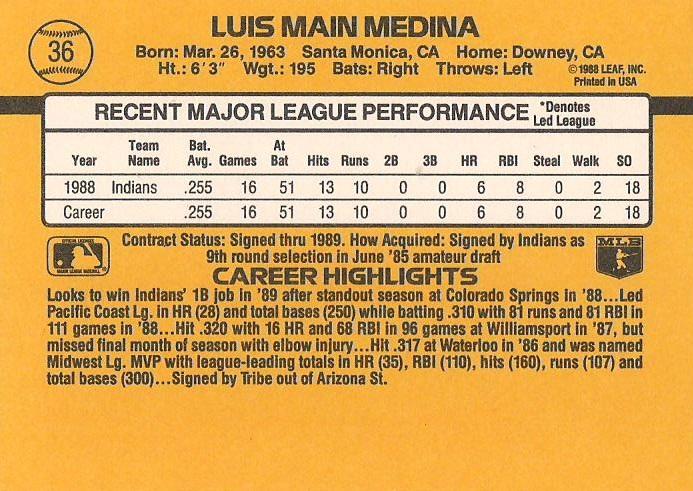 36
LUIS MAIN MEDINA
Born: Mar. 26, 1963 Santa Monica, CA Home: Downey, CA
Ht.: 6'3" Wgt.: 195 Bats: Right Throws: Left
©1988 LEAF, INC.
Printed in USA
RECENT MAJOR LEAGUE PERFORMANCE *Denotes Led League
Year Team Name Bat. Avg. Games At Bat Hits Runs 2B 3B HR RBI Steal Walk SO
1988 Indians .255 16 51 13 10 0 0 6 8 0 2 18
Career .255 16 51 13 10 0 0 6 8 0 2 18
Contract Status: Signed thru 1989. How Acquired: Signed by Indians as
9th round selection in June '85 amateur draft
OFFICIAL LICENSEE
MAJOR LEAGUE BASEBALL
MLB
CAREER HIGHLIGHTS
Looks to win Indians' 1B job in '89 after standout season at Colorado Springs in '88...Led
Pacific Coast Lg. in HR (28) and total bases (250) while batting .310 with 81 runs and 81 RBI in
111 games in '88...Hit .320 with 16 HR and 68 RBI in 96 games at Williamsport in '87, but
missed final month of season with elbow injury...Hit .317 at Waterloo in '86 and was named
Midwest Lg. MVP with league-leading totals in HR (35), RBI (110), hits (160), runs (107) and
total bases (300)...Signed by Tribe out of Arizona St.